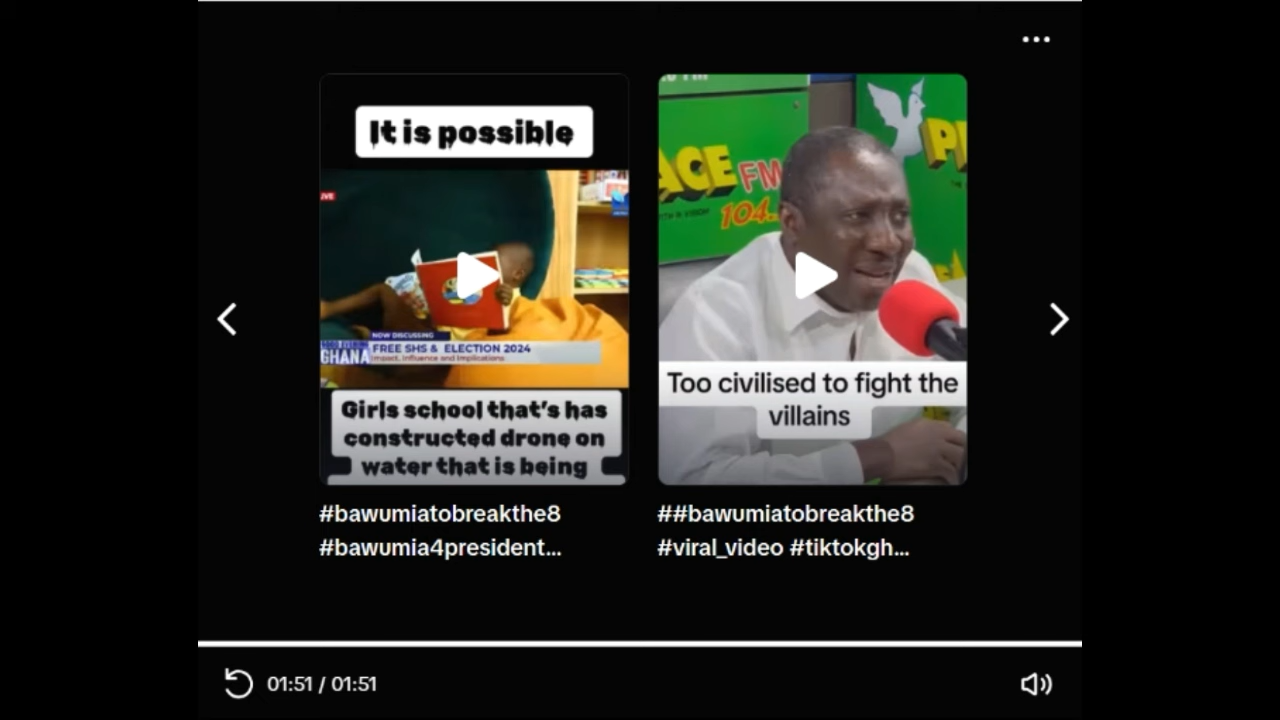 It is possible
NOW DISCUSSING
GHANA
FREE SHS & ELECTION 2024
Impact, Influence and Implications
Girls school that's has
constructed drone on
water that is being
#bawumiatobreakthe8
#bawumia4president...
ACE FM
104.
Too civilised to fight the
villains
##bawumiatobreakthe8
#viral_video #tiktokgh...
01:51 / 01:51